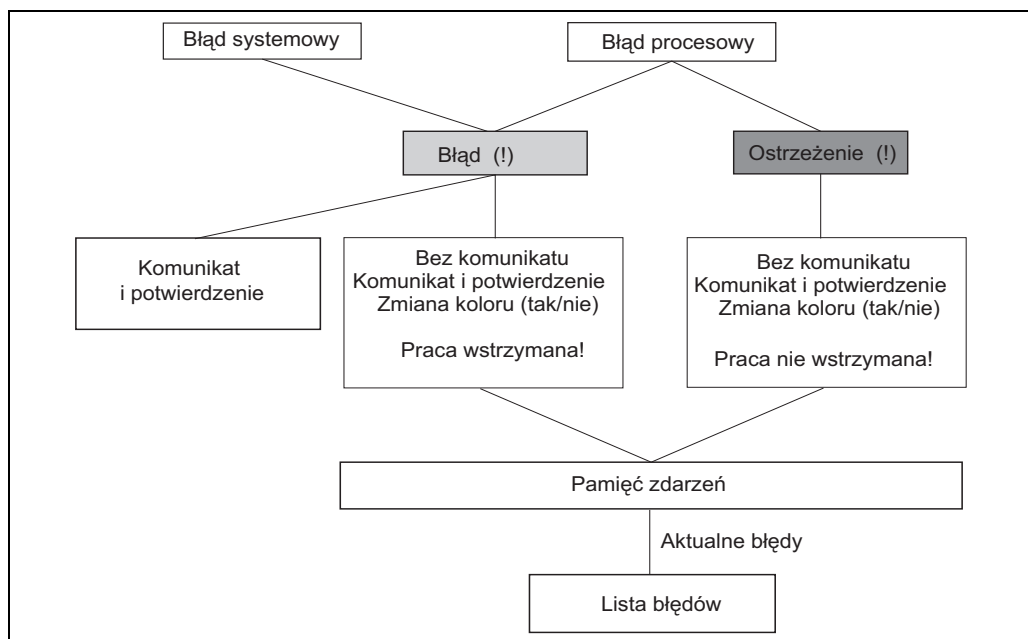 Błąd systemowy
Błąd procesowy
Błąd (!)
Ostrzeżenie (!)
Komunikat
i potwierdzenie
Bez komunikatu
Komunikat i potwierdzenie
Zmiana koloru (tak/nie)
Praca wstrzymana!
Bez komunikatu
Komunikat i potwierdzenie
Zmiana koloru (tak/nie)
Praca nie wstrzymana!
Pamięć zdarzeń
Aktualne błędy
Lista błędów